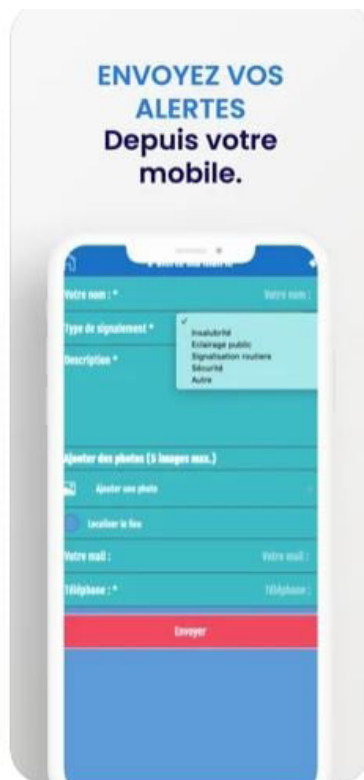 ENVOYEZ VOS
ALERTES
Depuis votre
mobile.
Votre nom : * Votre nom :
Type de signalement *
Insalubrité
Eclairage public
Signalisation routière
Sécurité
Autre
Description *
Ajouter des photos (5 images max.)
Ajouter une photo
Localiser le lieu
Votre mail : Votre mail :
Téléphone : * Téléphone :
Envoyer